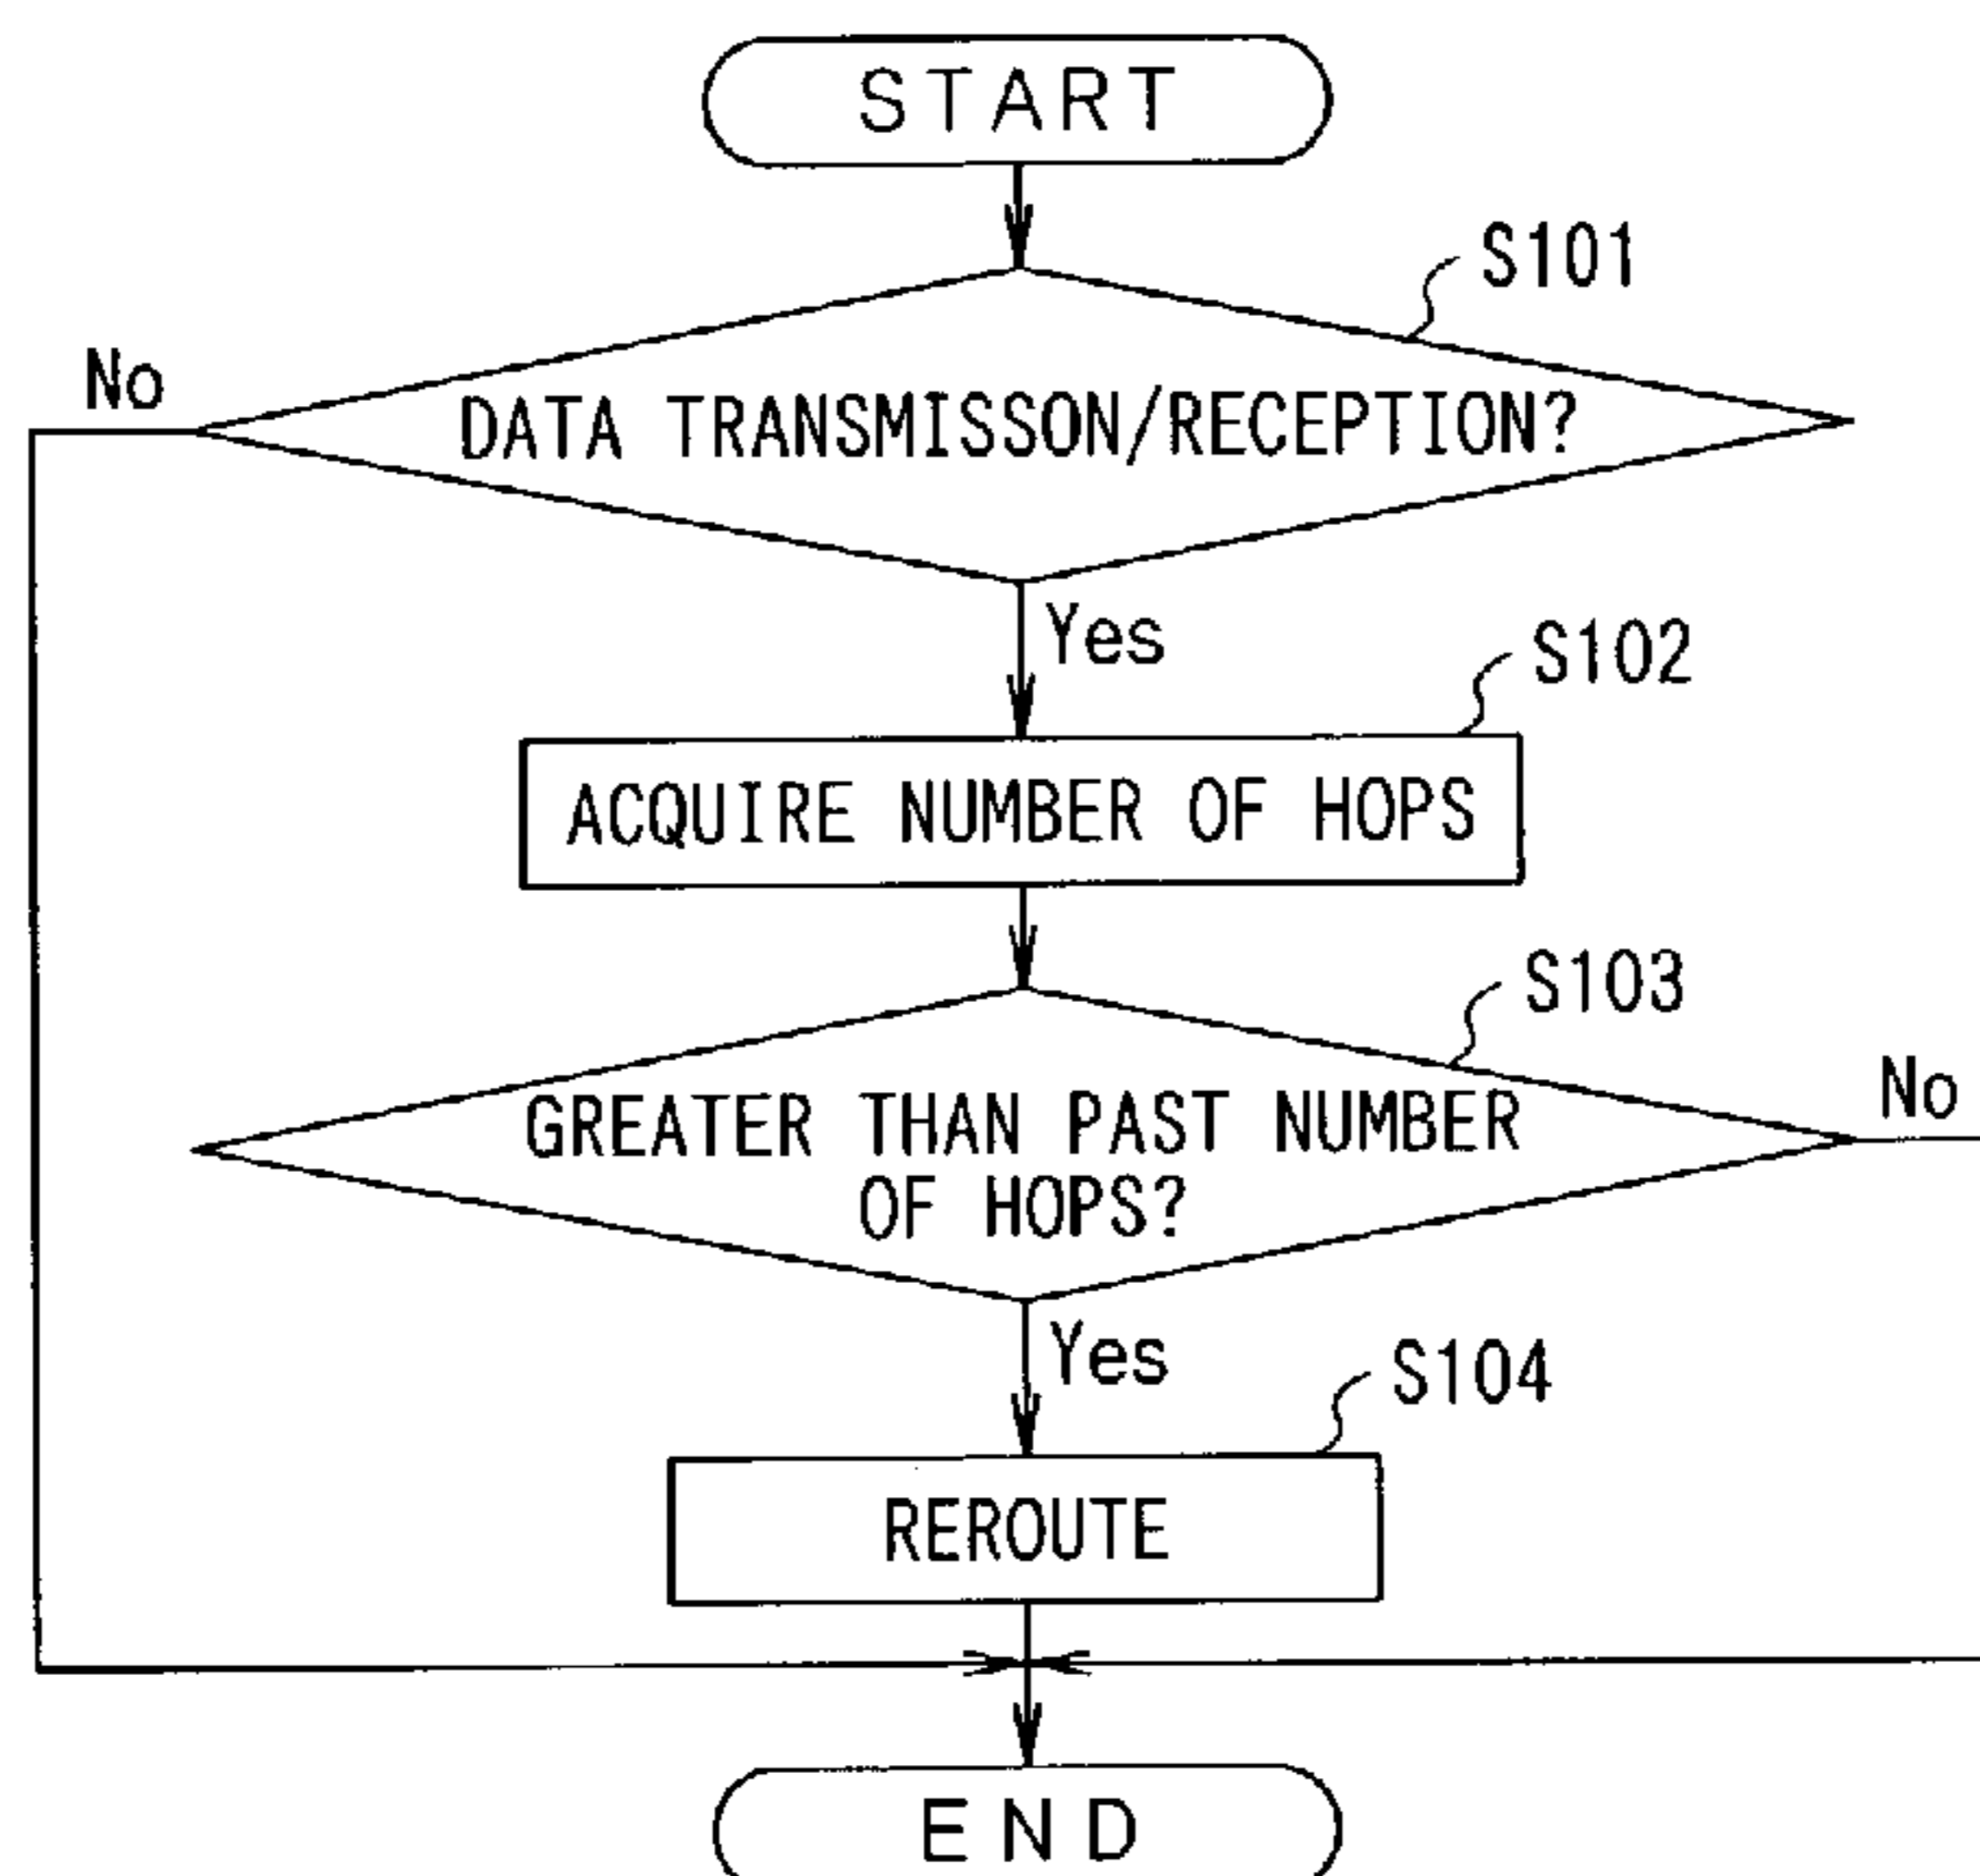 START
S101
No
DATA TRANSMISSON/RECEPTION?
Yes
S102
ACQUIRE NUMBER OF HOPS
S103
No
GREATER THAN PAST NUMBER
OF HOPS?
Yes
S104
REROUTE
END